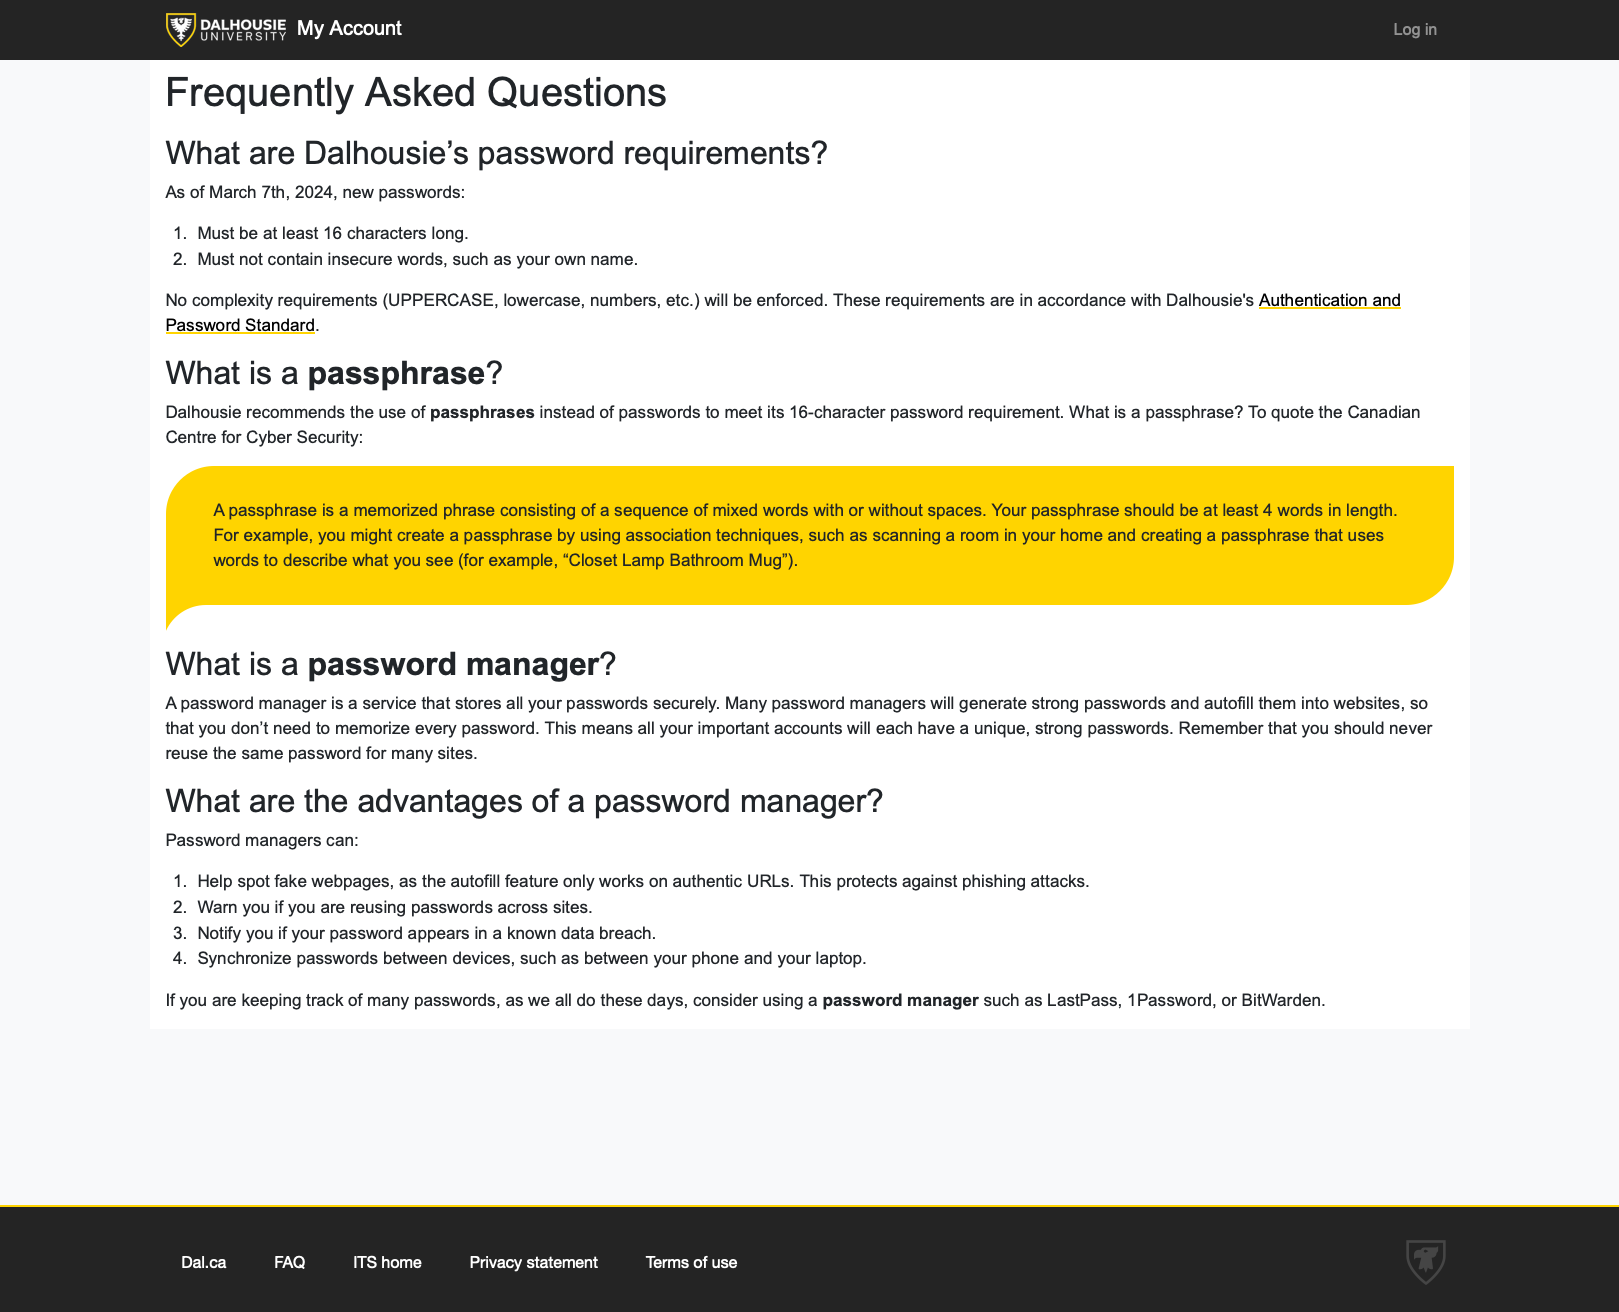 DALHOUSIE
UNIVERSITY
My Account
Log in
Frequently Asked Questions
What are Dalhousie’s password requirements?
As of March 7th, 2024, new passwords:
1. Must be at least 16 characters long.
2. Must not contain insecure words, such as your own name.
No complexity requirements (UPPERCASE, lowercase, numbers, etc.) will be enforced. These requirements are in accordance with Dalhousie's Authentication and
Password Standard.
What is a passphrase?
Dalhousie recommends the use of passphrases instead of passwords to meet its 16-character password requirement. What is a passphrase? To quote the Canadian
Centre for Cyber Security:
A passphrase is a memorized phrase consisting of a sequence of mixed words with or without spaces. Your passphrase should be at least 4 words in length.
For example, you might create a passphrase by using association techniques, such as scanning a room in your home and creating a passphrase that uses
words to describe what you see (for example, “Closet Lamp Bathroom Mug”).
What is a password manager?
A password manager is a service that stores all your passwords securely. Many password managers will generate strong passwords and autofill them into websites, so
that you don’t need to memorize every password. This means all your important accounts will each have a unique, strong passwords. Remember that you should never
reuse the same password for many sites.
What are the advantages of a password manager?
Password managers can:
1. Help spot fake webpages, as the autofill feature only works on authentic URLs. This protects against phishing attacks.
2. Warn you if you are reusing passwords across sites.
3. Notify you if your password appears in a known data breach.
4. Synchronize passwords between devices, such as between your phone and your laptop.
If you are keeping track of many passwords, as we all do these days, consider using a password manager such as LastPass, 1Password, or BitWarden.
Dal.ca
FAQ
ITS home
Privacy statement
Terms of use